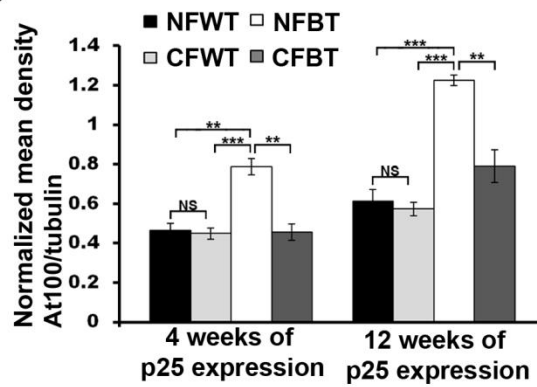 NFWT NFBT
CFWT CFBT
Normalized mean density
At100/tubulin
1.4
1.2
1
0.8
0.6
0.4
0.2
0
**
***
**
NS
***
***
**
NS
4 weeks of
p25 expression
12 weeks of
p25 expression